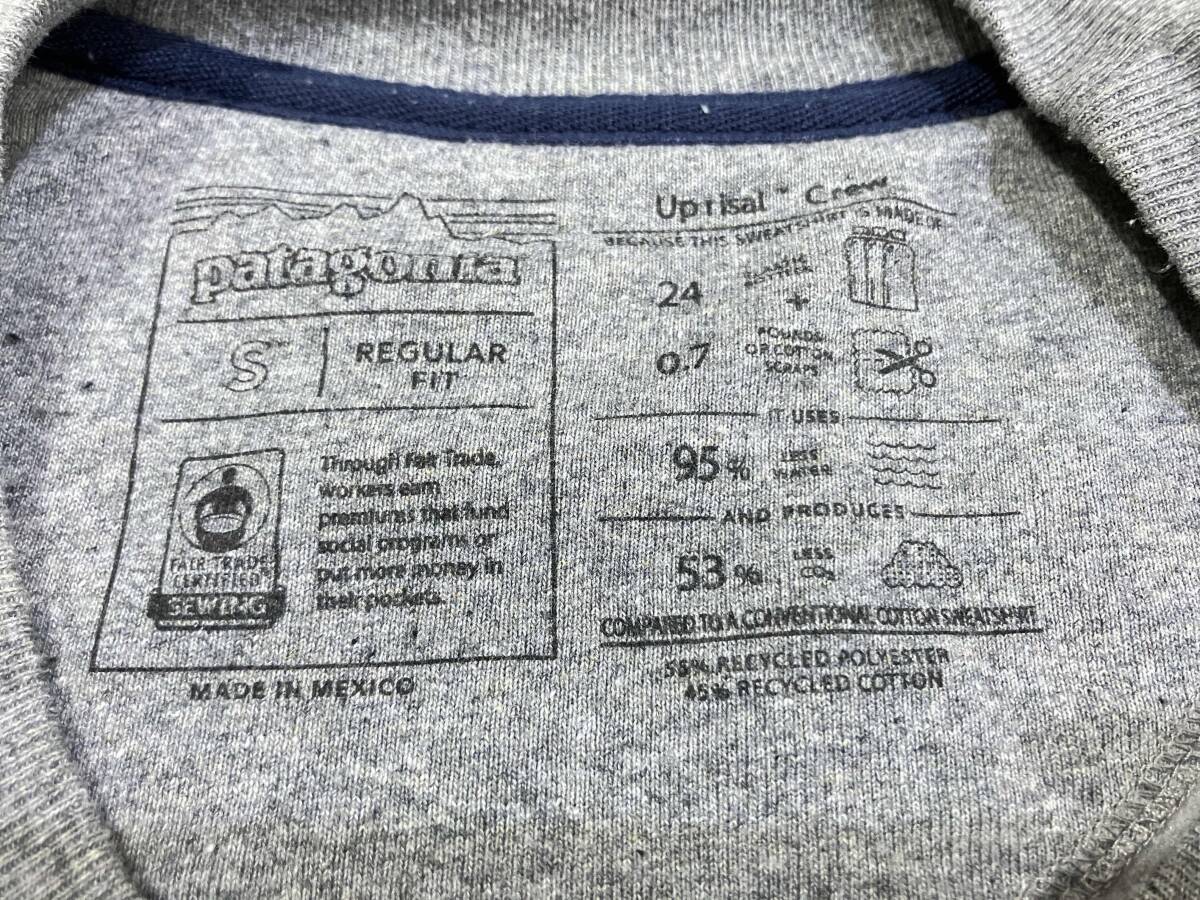 patagonia
S
REGULAR
FIT
Through Fair Trade,
workers earn
premiums that fund
social programs or
put more money in
their pockets.
FAIR TRADE
CERTIFIED™
SEWING
MADE IN MEXICO
Uprisal™ Crew
BECAUSE THIS SWEATSHIRT IS MADE OF
24 PLASTIC
BOTTLES
+
0.7 POUNDS
OF COTTON
SCRAPS
IT USES
95% LESS
WATER
AND PRODUCES
53% LESS
CO₂
COMPARED TO A CONVENTIONAL COTTON SWEATSHIRT
55% RECYCLED POLYESTER
45% RECYCLED COTTON